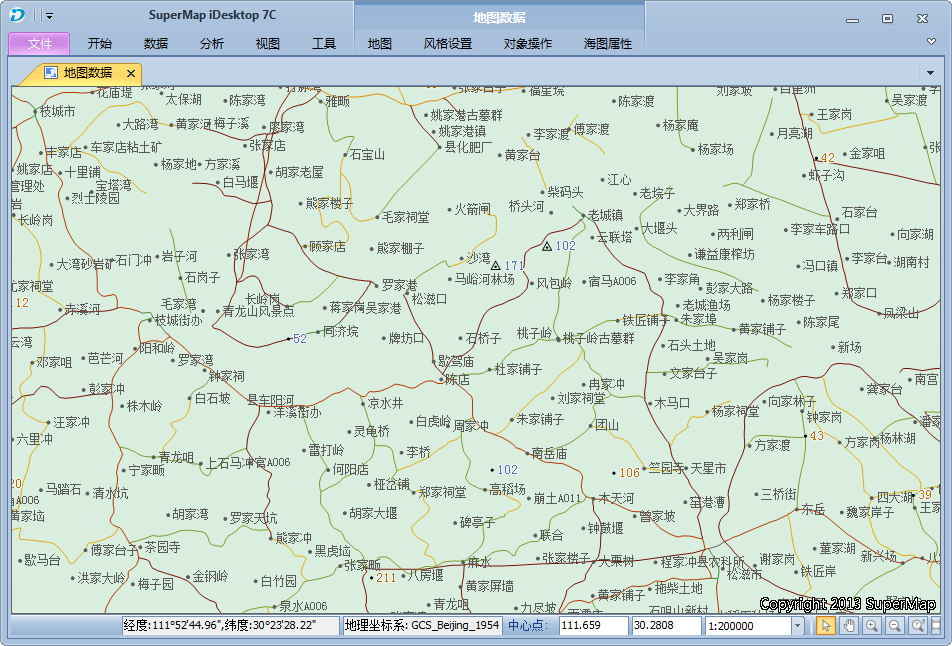 SuperMap iDesktop 7C
地图数据
文件 开始 数据 分析 视图 工具 地图 风格设置 对象操作 海图属性
地图数据
花庙堤
太保湖
陈家湾
雅畈
福星垸
陈家渡
刘家坡
王家岗
吴家渡
枝城市
大路湾
黄家河
梅子溪
廖家湾
姚家港古墓群
姚家港镇
李家渡
傅家渡
杨家庵
月亮湖
丰家店
车家店粘土矿
张家店
县化肥厂
黄家台
杨家场
42
金家咀
石宝山
姚家店
十里铺
杨家地
方家溪
胡家老屋
管理处
宝塔湾
白马堰
江心
虾子沟
烈士陵园
柴码头
老垸子
岩
熊家楼子
火箭闸
桥头河
大界路
郑家桥
石家台
长岭岗
毛家祠堂
老城镇
大堰头
李家车路口
两利闸
向家湖
云联塔
顾家店
熊家棚子
102
谦益康榨坊
张家湾
岩子河
石门冲
大湾砂岩矿
沙湾
171
冯口镇
李家台
湖南村
石岗子
马峪河林场
风包岭
宿马A006
李家角
罗家港
彭家大路
郑家口
12
长岭岗
毛家湾
松滋口
杨家楼子
赤溪河
青龙山风景点
蒋家阿
吴家港
老城渔场
凤梁山
枝城街办
朱家埠
铁匠铺子
陈家尾
同济垸
桃子岭
黄家铺子
云湾
52
牌坊口
石桥子
桃子岭古墓群
石头土地
新场
阳和岭
邓家咀
芭芒河
罗家湾
歇驾庙
吴家岗
钟家祠
杜家铺子
文家台子
陈店
南宫
彭家冲
冉家冲
龚家台
白石坡
县车阳河
刘家祠堂
株木岭
洋溪街办
凉水井
木马口
向家林子
杨家祠堂
钟家岗
汪家冲
白虎岭
周家冲
朱家铺子
团山
潘家
六里冲
灵龟桥
43
方家岗
杨林湖
雷打岭
李桥
南岳庙
方家渡
青龙咀
上石马冲窑A006
宁家畈
何阳店
102
106
竺园寺
天星市
20
桠岔铺
马踏石
清水坑
郑家祠堂
高稻场
三桥街
四大湖
39
A006
崩土A011
木天河
窑港漕
黄家垴
胡家湾
罗家天坑
胡家大堰
曾家坡
东岳
魏家岸子
王家
碑亭子
钟鼓堰
熊家冲
联合
傅家台子
茶园寺
黑虎垴
董家湖
歇马台
张家畈
麻水
张家楼子
大栗树
程家冲县农科所
谢家岗
新兴场
洪家大岭
金钢岭
白竹园
211
八房堰
松滋市
铁匠岸
梅子园
黄家屏墙
拖柴土地
黄家铺子
泉水A006
青龙咀
九尽坡
石咀山新村
Copyright 2013 SuperMap
经度:111°52'44.96",纬度:30°23'28.22" 地理坐标系: GCS_Beijing_1954 中心点: 111.659 30.2808 1:200000